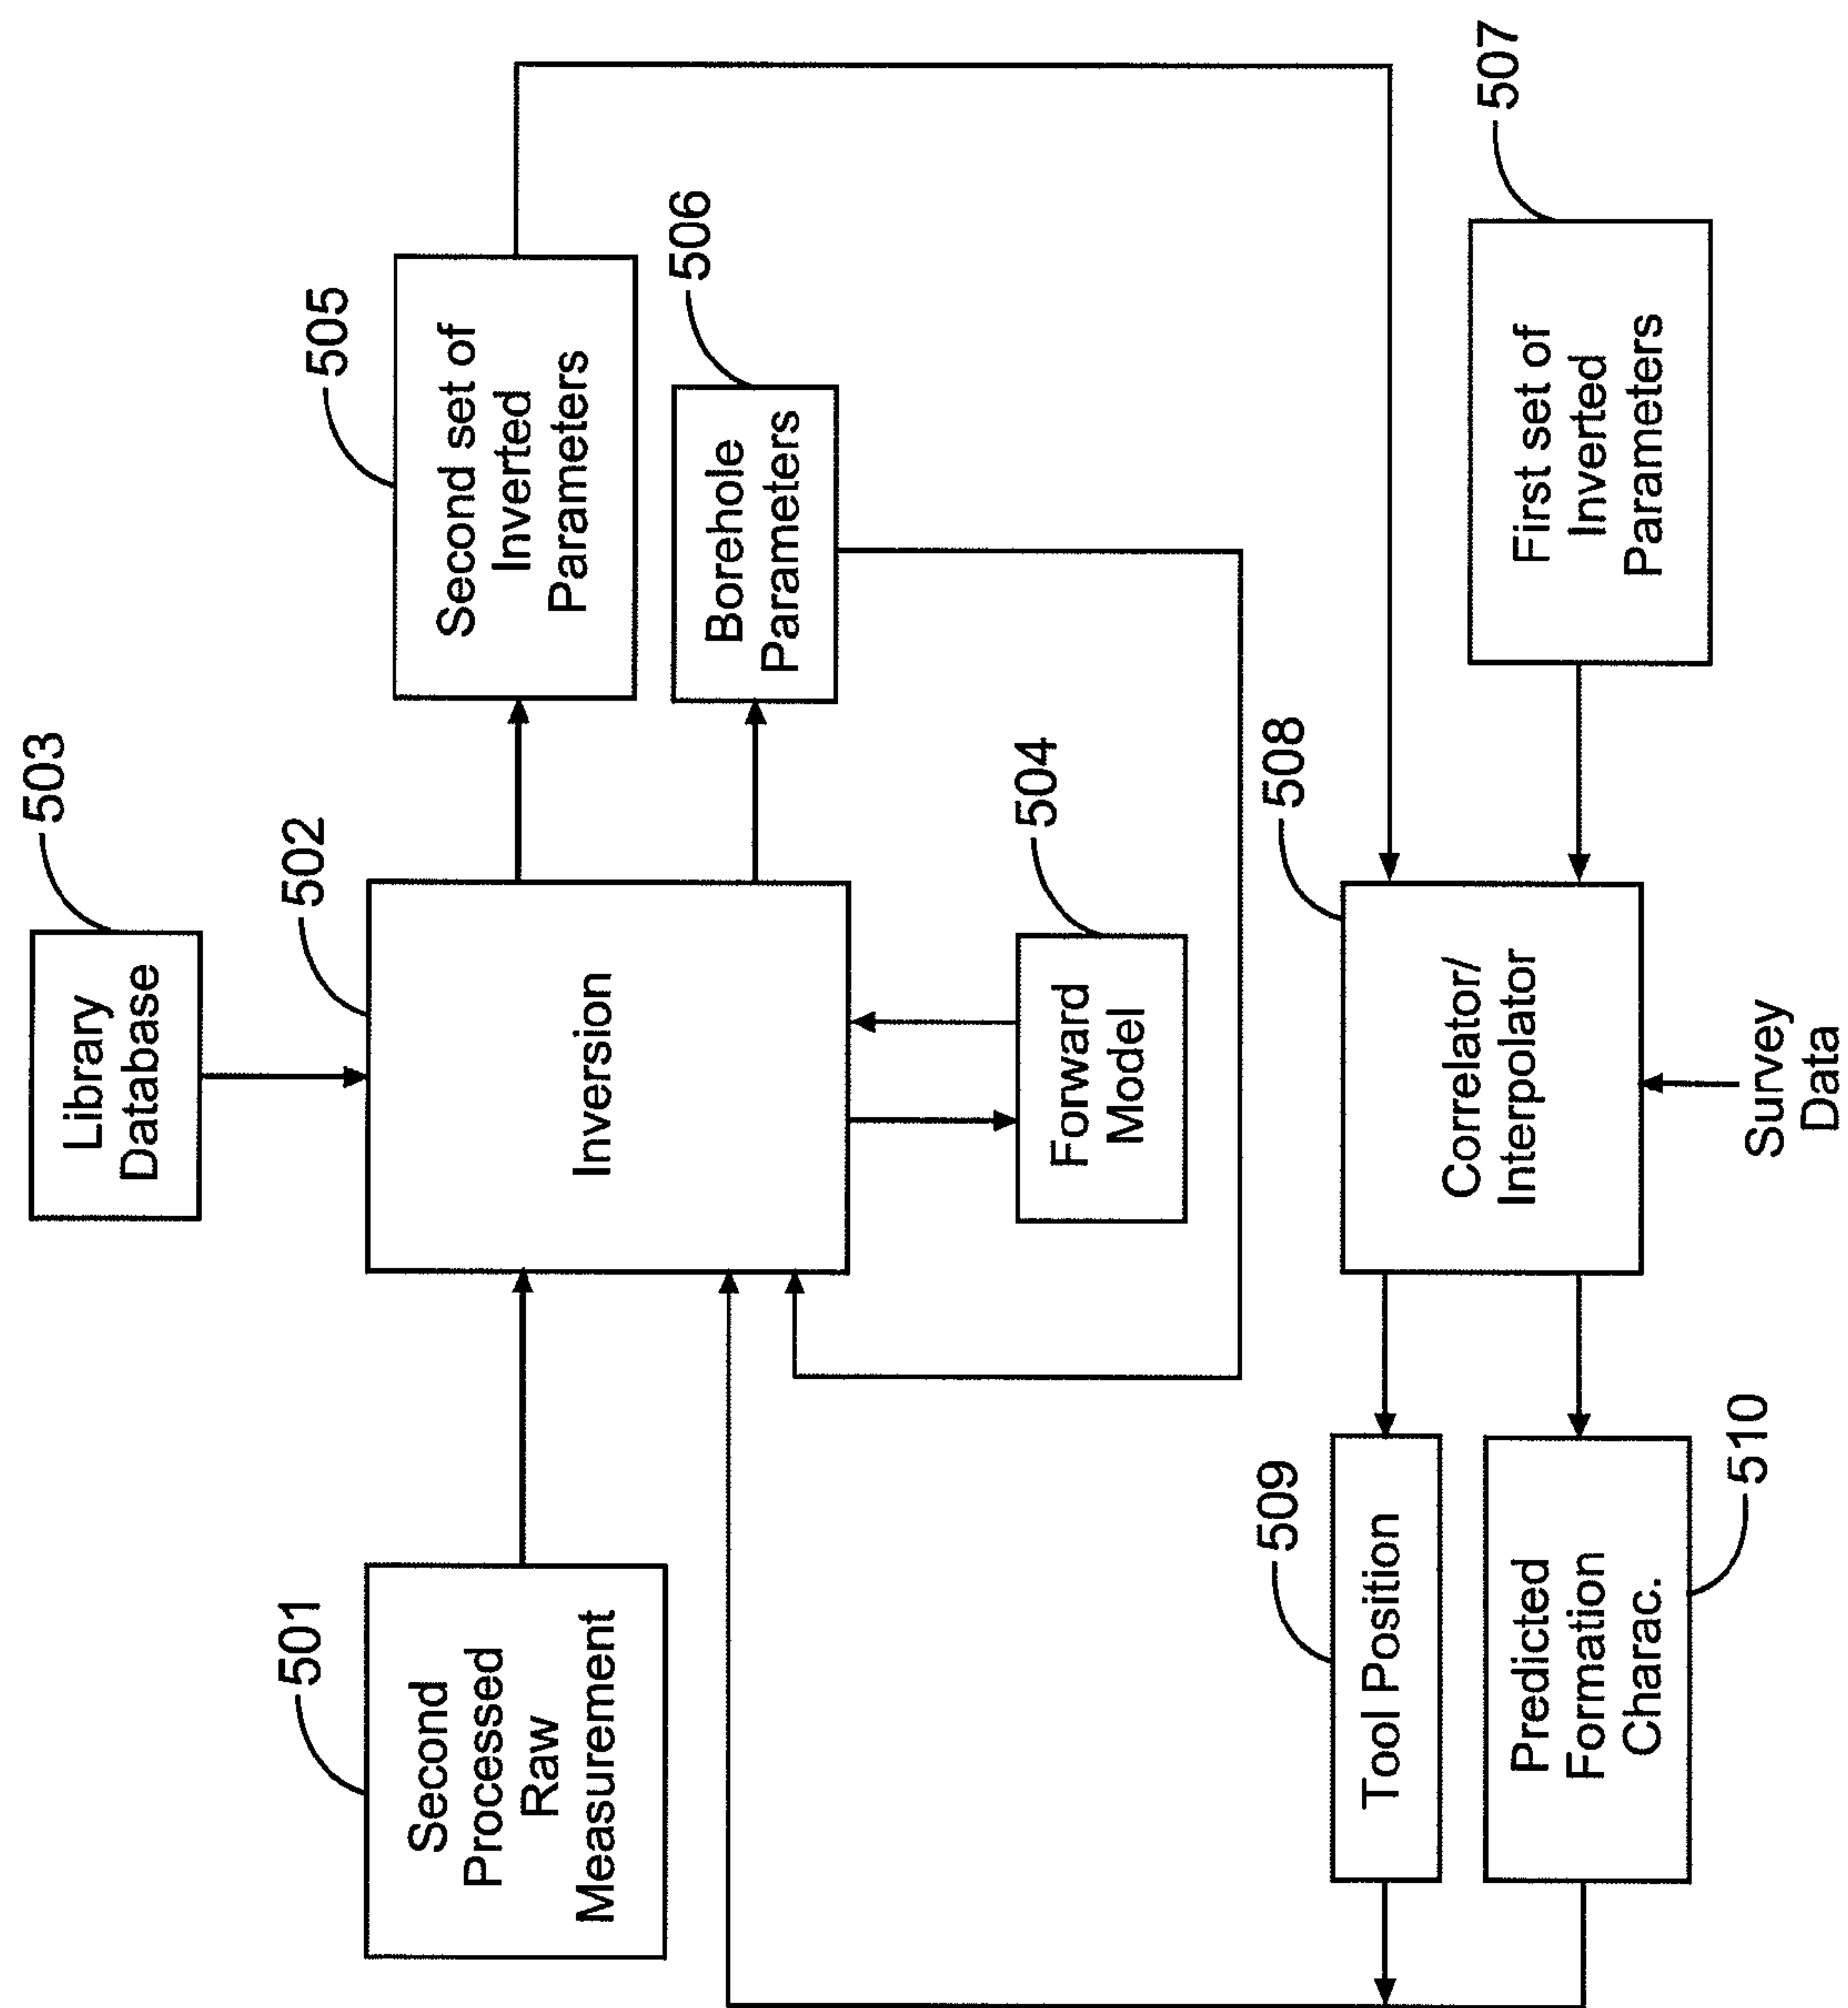 503
Library
Database
505
Second set of
Inverted
Parameters
501
Second
Processed
Raw
Measurement
502
Inversion
506
Borehole
Parameters
504
Forward
Model
509
Tool Position
508
Correlator/
Interpolator
507
First set of
Inverted
Parameters
Predicted
Formation
Charac.
510
Survey
Data